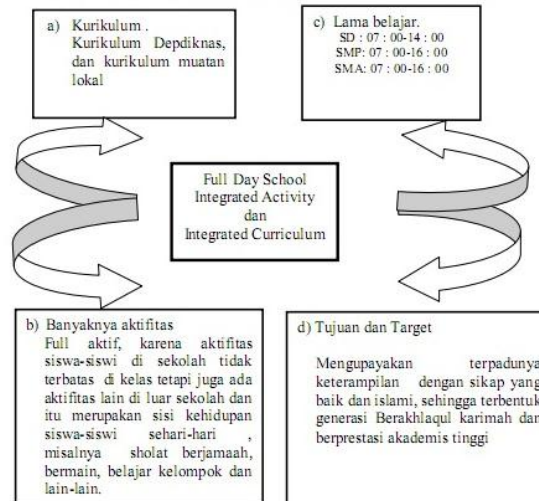 a) Kurikulum .
Kurikulum Depdiknas,
dan kurikulum muatan
lokal
c) Lama belajar.
SD : 07 : 00-14 : 00
SMP: 07 : 00-16 : 00
SMA: 07 : 00-16 : 00
Full Day School
Integrated Activity
dan
Integrated Curriculum
b) Banyaknya aktifitas
Full aktif, karena aktifitas
siswa-siswi di sekolah tidak
terbatas di kelas tetapi juga ada
aktifitas lain di luar sekolah dan
itu merupakan sisi kehidupan
siswa-siswi sehari-hari ,
misalnya sholat berjamaah,
bermain, belajar kelompok dan
lain-lain.
d) Tujuan dan Target
Mengupayakan terpadunya
keterampilan dengan sikap yang
baik dan islami, sehingga terbentuk
generasi Berakhlaqul karimah dan
berprestasi akademis tinggi